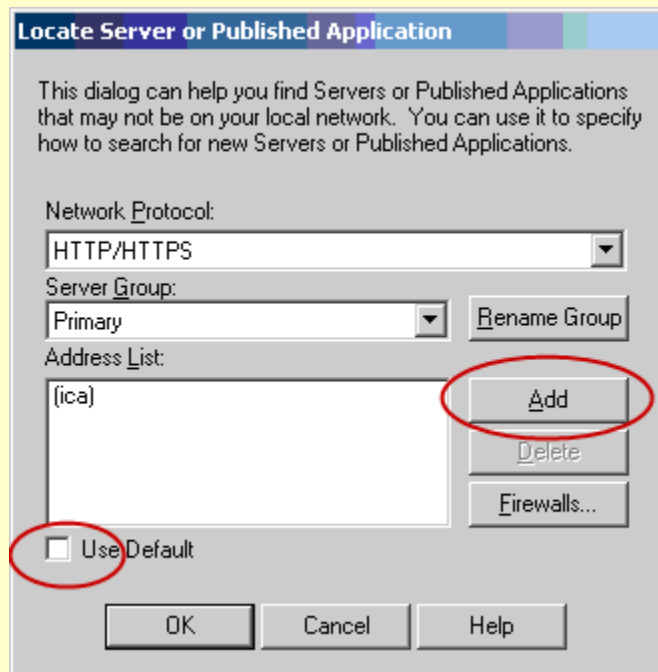 Locate Server or Published Application
This dialog can help you find Servers or Published Applications
that may not be on your local network.  You can use it to specify
how to search for new Servers or Published Applications.
Network Protocol:
HTTP/HTTPS
Server Group:
Primary
Rename Group
Address List:
(ica)
Add
Delete
Firewalls...
Use Default
OK
Cancel
Help